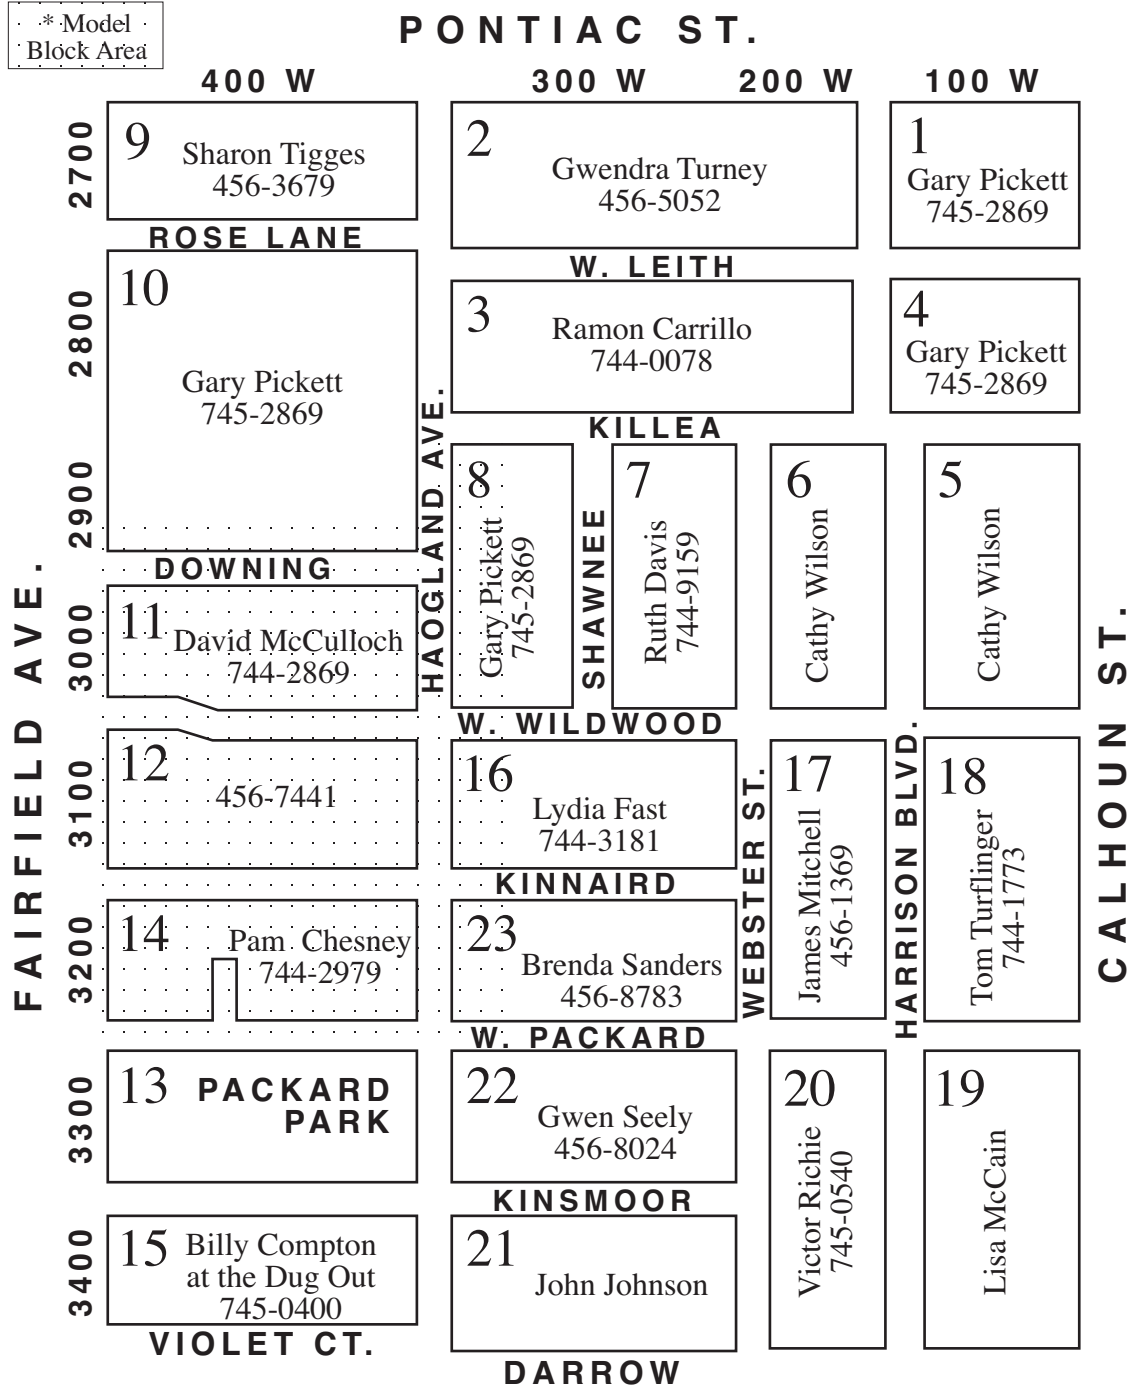 * Model
Block Area
PONTIAC ST.
400 W
300 W
200 W
100 W
2700
9
Sharon Tigges
456-3679
2
Gwendra Turney
456-5052
1
Gary Pickett
745-2869
ROSE LANE
W. LEITH
2800
10
Gary Pickett
745-2869
3
Ramon Carrillo
744-0078
4
Gary Pickett
745-2869
HAOGLAND AVE.
KILLEA
2900
8
Gary Pickett
745-2869
SHAWNEE
7
Ruth Davis
744-9159
6
Cathy Wilson
5
Cathy Wilson
DOWNING
FAIRFIELD AVE.
3000
11
David McCulloch
744-2869
CALHOUN ST.
W. WILDWOOD
3100
12
456-7441
16
Lydia Fast
744-3181
WEBSTER ST.
17
James Mitchell
456-1369
HARRISON BLVD.
18
Tom Turflinger
744-1773
KINNAIRD
3200
14
Pam Chesney
744-2979
23
Brenda Sanders
456-8783
W. PACKARD
3300
13
PACKARD
PARK
22
Gwen Seely
456-8024
20
Victor Richie
745-0540
19
Lisa McCain
KINSMOOR
3400
15
Billy Compton
at the Dug Out
745-0400
21
John Johnson
VIOLET CT.
DARROW